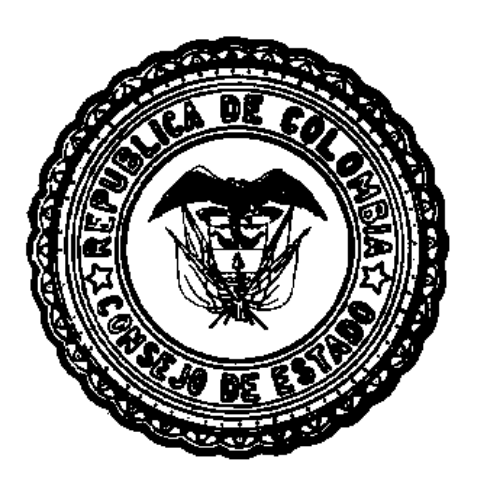 REPUBLICA DE COLOMBIA
CONSEJO DE ESTADO